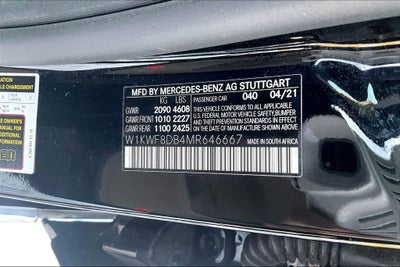 MFD BY MERCEDES-BENZ AG STUTTGART
KG LBS 040 04/21
GVWR 2090 4608
GAWR FRONT 1010 2227
GAWR REAR 1100 2425
THIS VEHICLE CONFORMS TO ALL APPLICABLE
U.S. FEDERAL MOTOR VEHICLE SAFETY, BUMPER,
AND THEFT PREVENTION STANDARDS IN EFFECT
ON THE DATE OF MANUFACTURE SHOWN ABOVE.
W1KWF8DB4MR646667
MADE IN SOUTH AFRICA
PASSENGER CAR